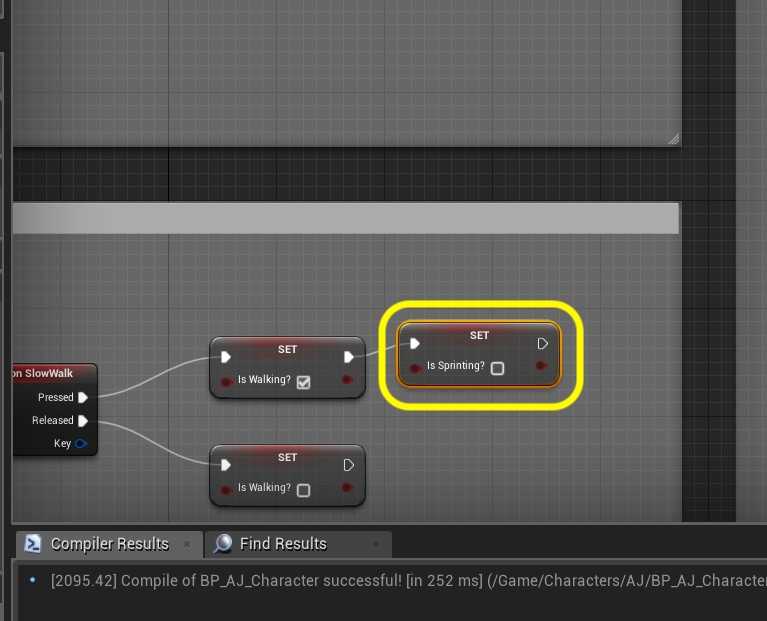 SET
Is Sprinting?
SET
Is Walking?
on SlowWalk
Pressed
Released
Key
SET
Is Walking?
Compiler Results
Find Results
[2095.42] Compile of BP_AJ_Character successful! [in 252 ms] (/Game/Characters/AJ/BP_AJ_Character